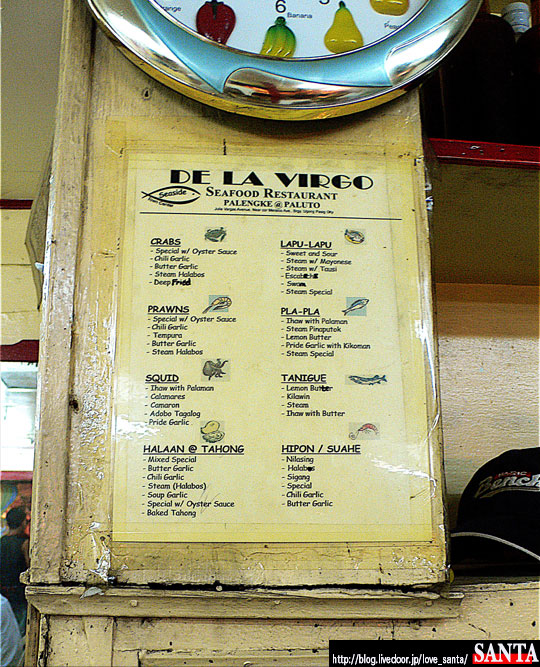 6
Banana
DE LA VIRGO
Seaside
SEAFOOD RESTAURANT
PALENGKE @ PALUTO
CRABS
- Special w/ Oyster Sauce
- Chili Garlic
- Butter Garlic
- Steam Halabos
- Deep Fried
PRAWNS
- Special w/ Oyster Sauce
- Chili Garlic
- Tempura
- Butter Garlic
- Steam Halabos
SQUID
- Ihaw with Palaman
- Calamares
- Camaron
- Adobo Tagalog
- Pride Garlic
HALAAN @ TAHONG
- Mixed Special
- Butter Garlic
- Chili Garlic
- Steam (Halabos)
- Soup Garlic
- Special w/ Oyster Sauce
- Baked Tahong
LAPU-LAPU
- Sweet and Sour
- Steam w/ Mayonese
- Steam w/ Tausi
- Steam Special
PLA-PLA
- Ihaw with Palaman
- Steam Pinaputok
- Lemon Butter
- Pride Garlic with Kikoman
- Steam Special
TANIGUE
- Lemon Butter
- Kilawin
- Steam
- Ihaw with Butter
HIPON / SUAHE
- Nilasing
- Halabos
- Sigang
- Special
- Chili Garlic
- Butter Garlic
http://blog.livedoor.jp/love_santa/ SANTA